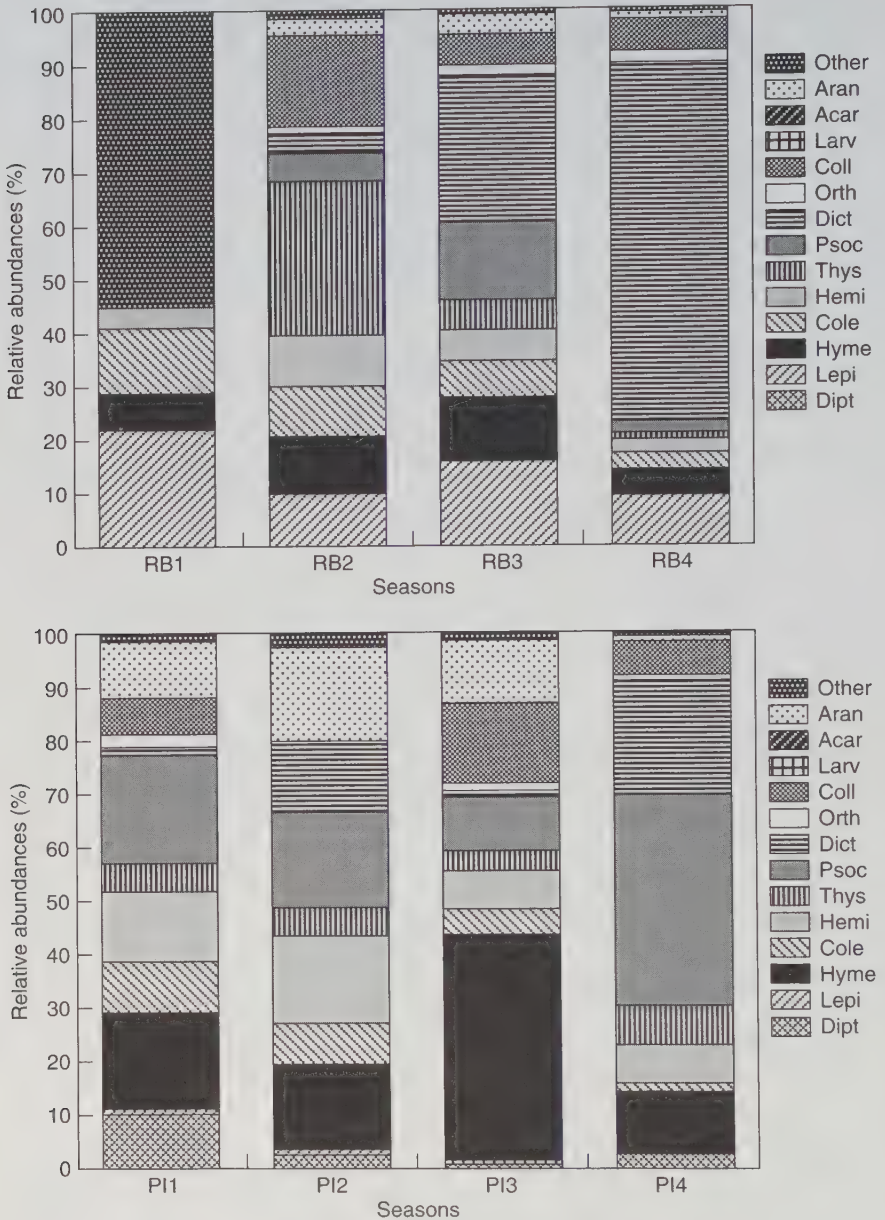 Relative abundances (%)
100
90
80
70
60
50
40
30
20
10
0
RB1 RB2 RB3 RB4
Seasons
Other
Aran
Acar
Larv
Coll
Orth
Dict
Psoc
Thys
Hemi
Cole
Hyme
Lepi
Dipt
Relative abundances (%)
100
90
80
70
60
50
40
30
20
10
0
PI1 PI2 PI3 PI4
Seasons
Other
Aran
Acar
Larv
Coll
Orth
Dict
Psoc
Thys
Hemi
Cole
Hyme
Lepi
Dipt